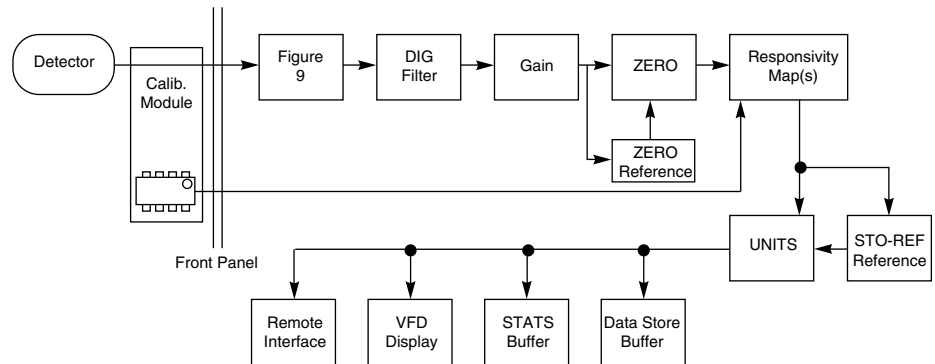 Detector
Calib.
Module
Front Panel
Figure
9
DIG
Filter
Gain
ZERO
ZERO
Reference
Responsivity
Map(s)
UNITS
STO-REF
Reference
Remote
Interface
VFD
Display
STATS
Buffer
Data Store
Buffer